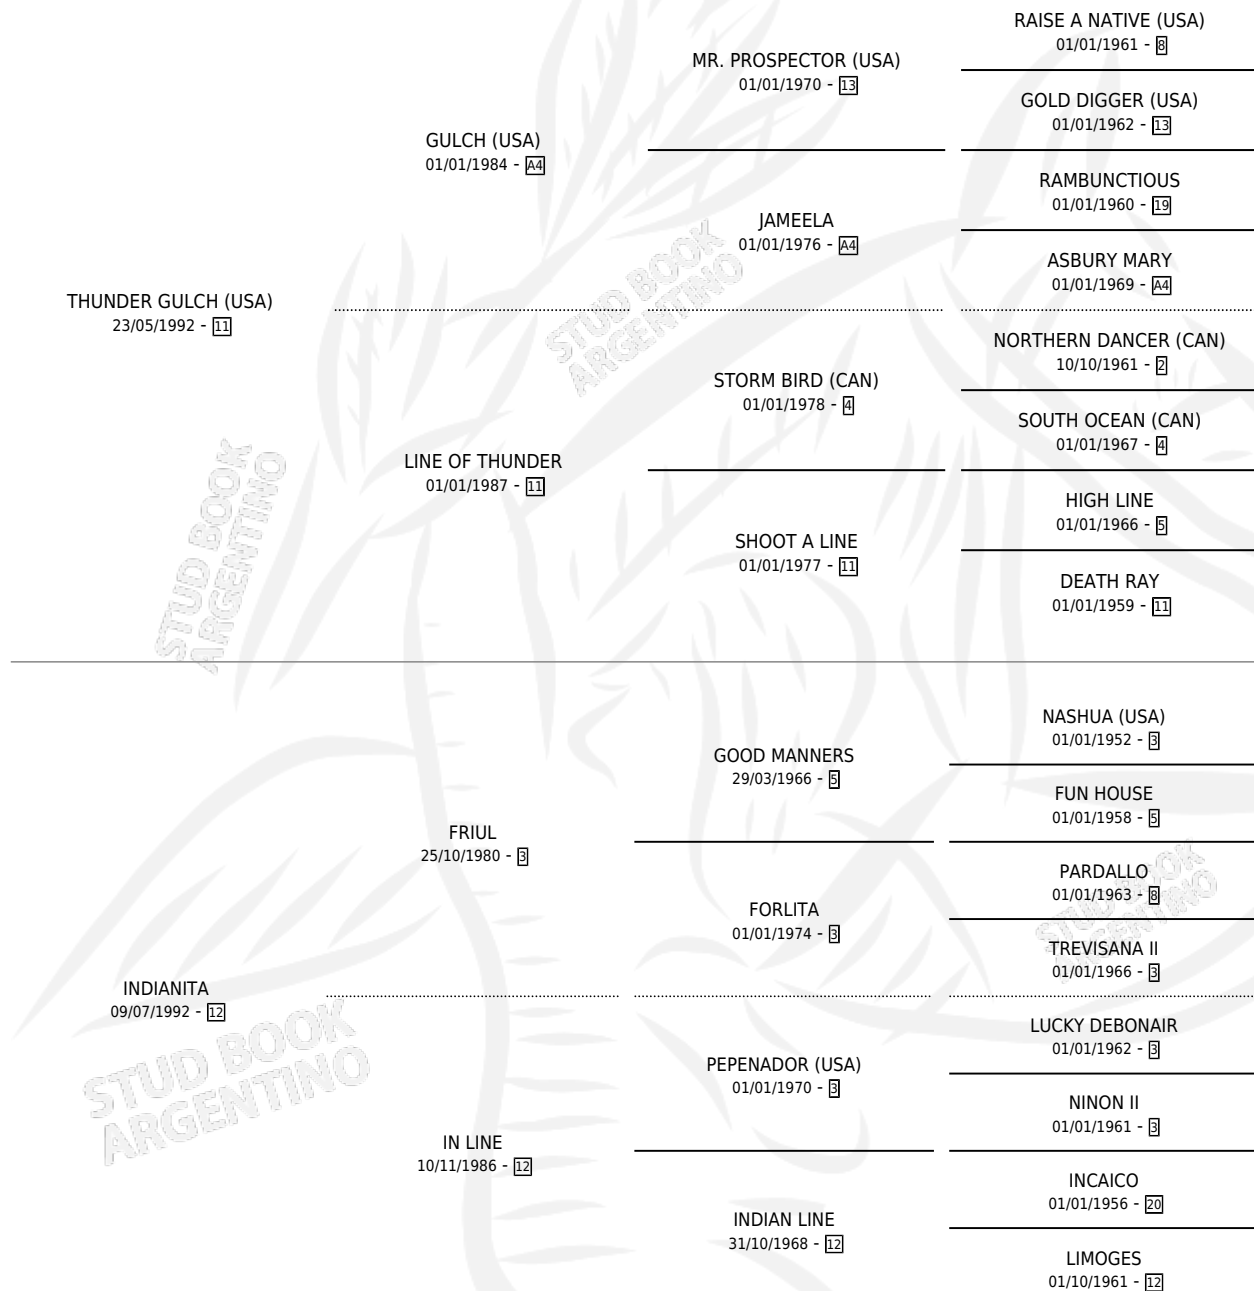 RAISE A NATIVE (USA)
01/01/1961 - 8
MR. PROSPECTOR (USA)
01/01/1970 - 13
GOLD DIGGER (USA)
01/01/1962 - 13
GULCH (USA)
01/01/1984 - A4
RAMBUNCTIOUS
01/01/1960 - 19
JAMEELA
01/01/1976 - A4
ASBURY MARY
01/01/1969 - A4
THUNDER GULCH (USA)
23/05/1992 - 11
NORTHERN DANCER (CAN)
10/10/1961 - 2
STORM BIRD (CAN)
01/01/1978 - 4
SOUTH OCEAN (CAN)
01/01/1967 - 4
LINE OF THUNDER
01/01/1987 - 11
HIGH LINE
01/01/1966 - 5
SHOOT A LINE
01/01/1977 - 11
DEATH RAY
01/01/1959 - 11
NASHUA (USA)
01/01/1952 - 3
GOOD MANNERS
29/03/1966 - 5
FUN HOUSE
01/01/1958 - 5
FRIUL
25/10/1980 - 3
PARDALLO
01/01/1963 - 8
FORLITA
01/01/1974 - 3
TREVISANA II
01/01/1966 - 3
INDIANITA
09/07/1992 - 12
LUCKY DEBONAIR
01/01/1962 - 3
PEPENADOR (USA)
01/01/1970 - 3
NINON II
01/01/1961 - 3
IN LINE
10/11/1986 - 12
INCAICO
01/01/1956 - 20
INDIAN LINE
31/10/1968 - 12
LIMOGES
01/10/1961 - 12
STUD BOOK
ARGENTINO
STUD BOOK
ARGENTINO
STUD BOOK
ARGENTINO
STUD BOOK
ARGENTINO